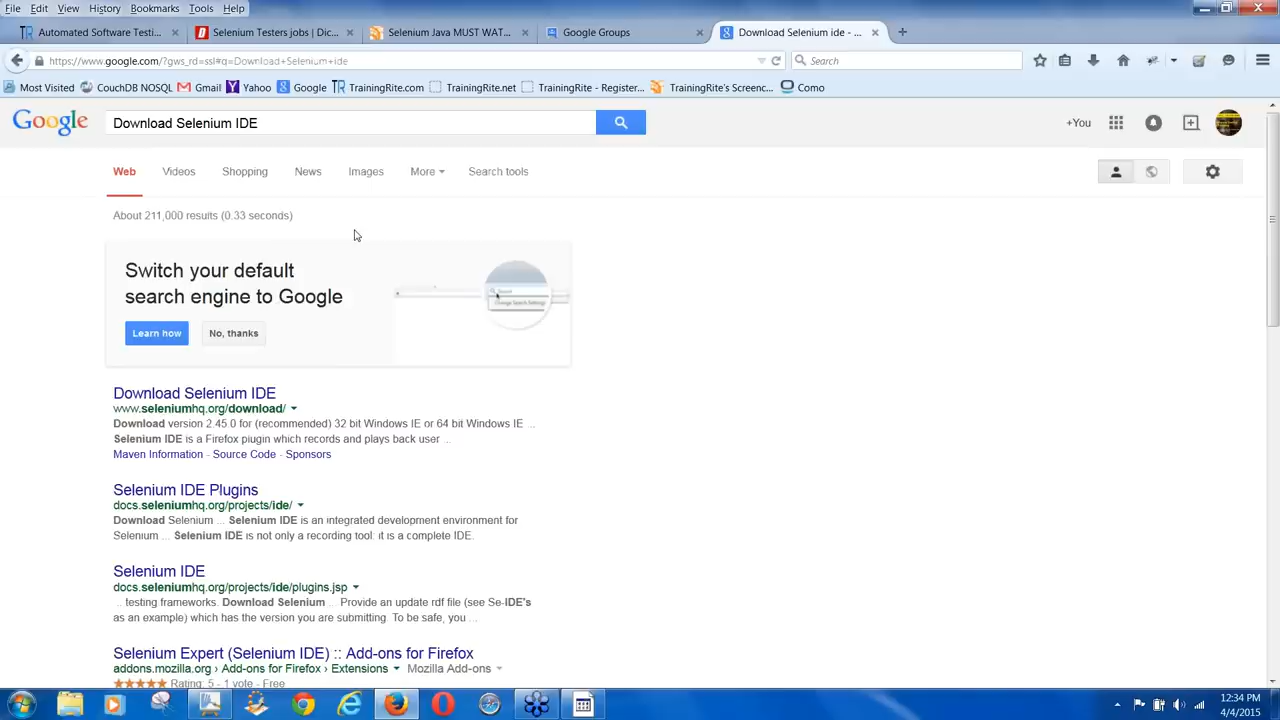 File Edit View History Bookmarks Tools Help
Automated Software Testi... × Selenium Testers jobs | Dic... × Selenium Java MUST WAT... × Google Groups × Download Selenium ide - ... × +
https://www.google.com/?gws_rd=ssl#q=Download+Selenium+ide Search
Most Visited CouchDB NOSQL Gmail Yahoo Google TrainingRite.com TrainingRite.net TrainingRite - Register... TrainingRite's Screenc... Como
Google Download Selenium IDE +You
Web Videos Shopping News Images More Search tools
About 211,000 results (0.33 seconds)
Switch your default
search engine to Google
Learn how No, thanks
Download Selenium IDE
www.seleniumhq.org/download/
Download version 2.45.0 for (recommended) 32 bit Windows IE or 64 bit Windows IE ...
Selenium IDE is a Firefox plugin which records and plays back user ...
Maven Information - Source Code - Sponsors
Selenium IDE Plugins
docs.seleniumhq.org/projects/ide/
Download Selenium ... Selenium IDE is an integrated development environment for
Selenium ... Selenium IDE is not only a recording tool: it is a complete IDE.
Selenium IDE
docs.seleniumhq.org/projects/ide/plugins.jsp
... testing frameworks. Download Selenium ... Provide an update rdf file (see Se-IDE's
as an example) which has the version you are submitting. To be safe, you ...
Selenium Expert (Selenium IDE) :: Add-ons for Firefox
addons.mozilla.org › Add-ons for Firefox › Extensions Mozilla Add-ons
Rating: 5 - 1 vote - Free
12:34 PM
4/4/2015